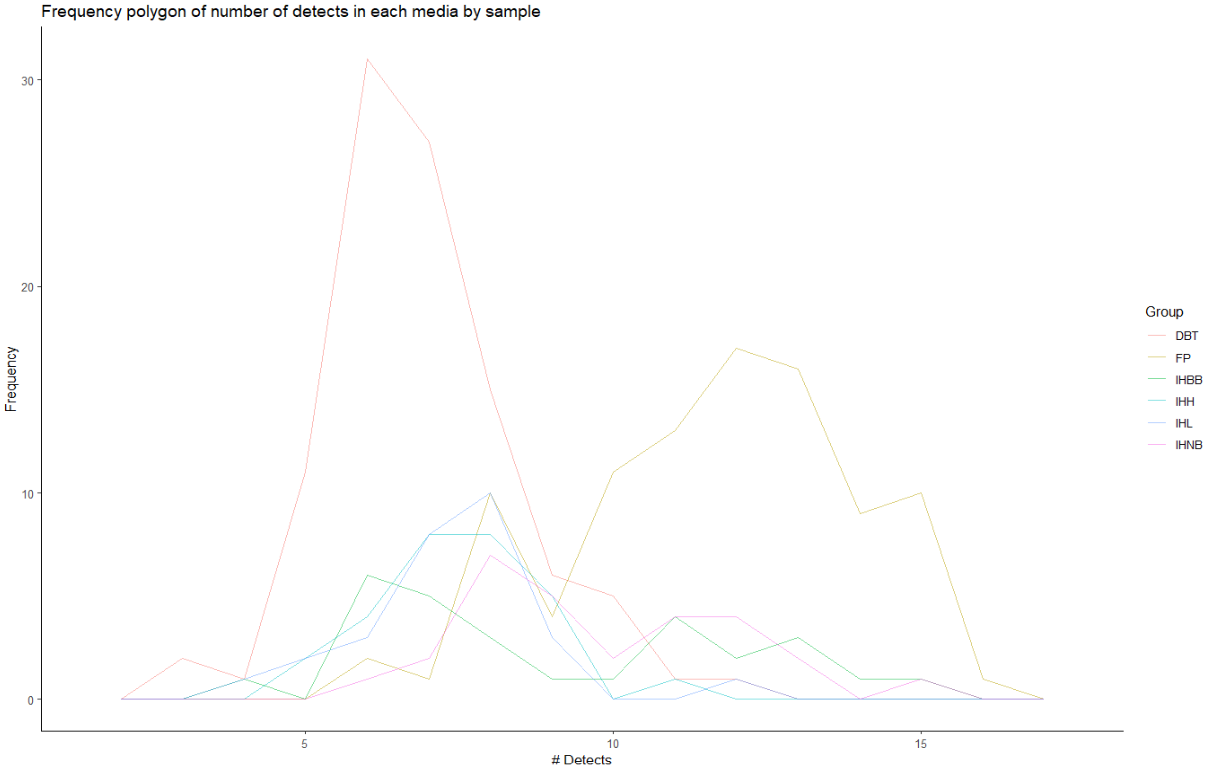 Frequency polygon of number of detects in each media by sample
30
20
10
0
Frequency
5
10
15
# Detects
Group
DBT
FP
IHBB
IHH
IHL
IHNB